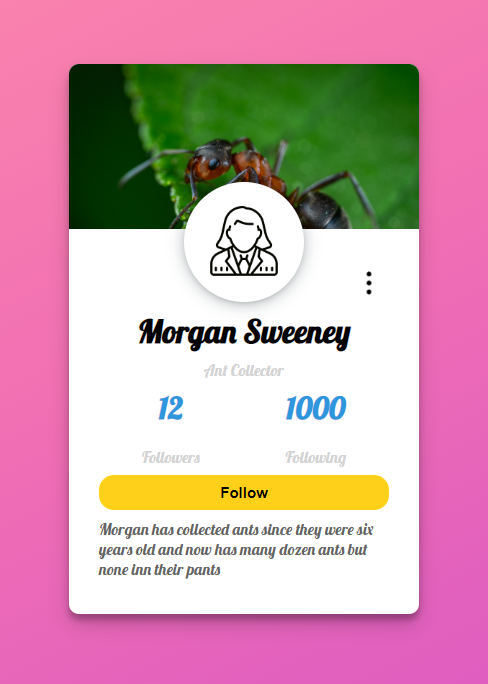 Morgan Sweeney
Ant Collector
12 1000
Followers Following
Follow
Morgan has collected ants since they were six
years old and now has many dozen ants but
none inn their pants